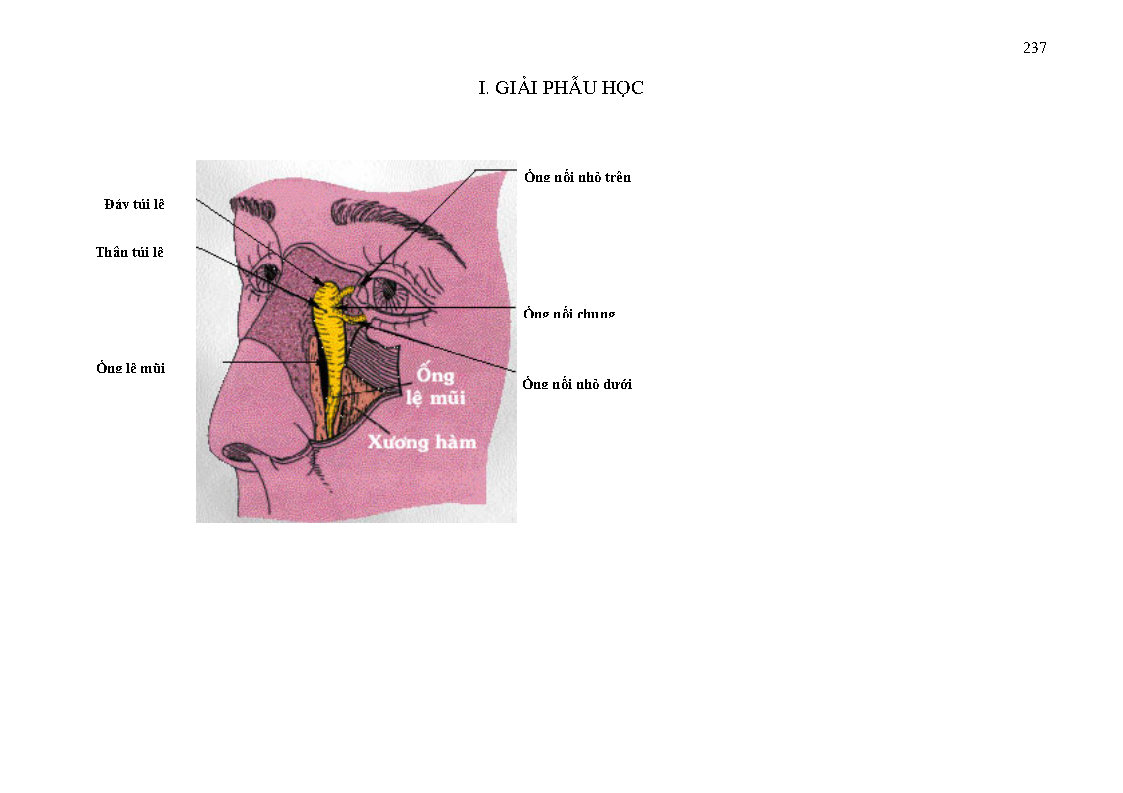 237
I. GIẢI PHẪU HỌC
Ống nối nhỏ trên
Đáy túi lệ
Thân túi lệ
Ống nối chung
Ống lệ mũi
Ống nối nhỏ dưới
Ống
lệ mũi
Xương hàm